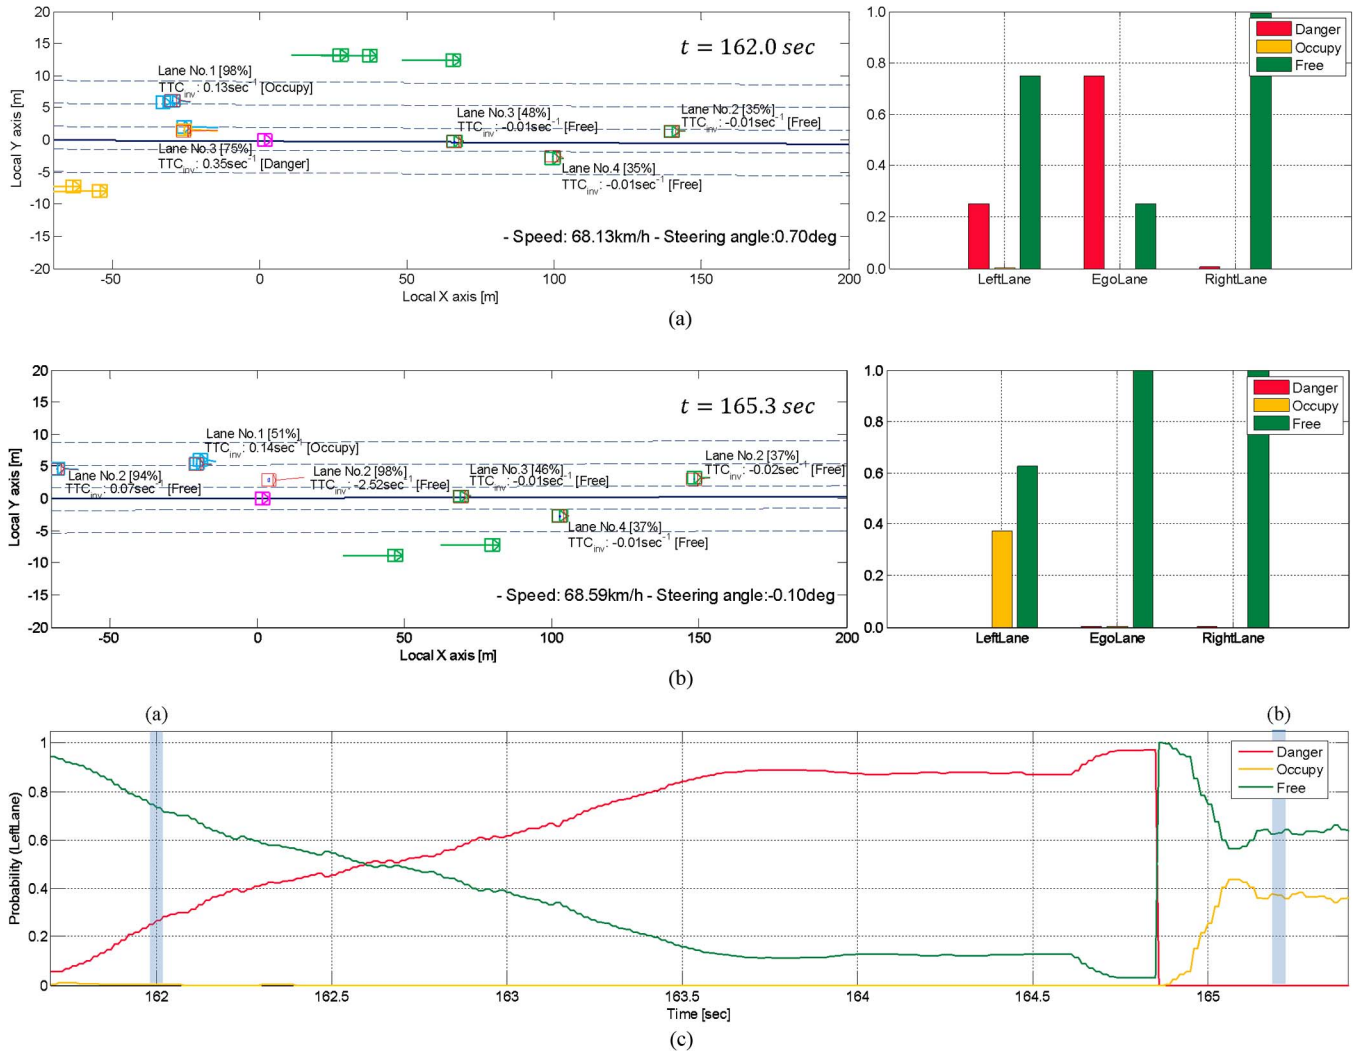 20
15
10
5
0
-5
-10
-15
20
Local Y axis [m]
t = 162.0 sec
Lane No.1 [98%]
TTCinv: 0.13sec-1 [Occupy]
Lane No.3 [48%]
TTCinv: -0.01sec-1 [Free]
Lane No.2 [35%]
TTCinv: -0.01sec-1 [Free]
Lane No.3 [75%]
TTCinv: 0.35sec-1 [Danger]
Lane No.4 [35%]
TTCinv: -0.01sec-1 [Free]
- Speed: 68.13km/h - Steering angle:0.70deg
-50 0 50 100 150 200
Local X axis [m]
1.0
0.8
0.6
0.4
0.2
0.0
Danger
Occupy
Free
LeftLane EgoLane RightLane
(a)
20
15
10
5
0
-5
-10
-15
-20
Local Y axis [m]
t = 165.3 sec
Lane No.1 [51%]
TTCinv: 0.14sec-1 [Occupy]
Lane No.2 [94%]
TTCinv: 0.07sec-1 [Free]
Lane No.2 [98%]
TTCinv: -2.52sec-1 [Free]
Lane No.3 [46%]
TTCinv: -0.01sec-1 [Free]
Lane No.2 [37%]
TTCinv: -0.02sec-1 [Free]
Lane No.4 [37%]
TTCinv: -0.01sec-1 [Free]
- Speed: 68.59km/h - Steering angle:-0.10deg
-50 0 50 100 150 200
Local X axis [m]
1.0
0.8
0.6
0.4
0.2
0.0
Danger
Occupy
Free
LeftLane EgoLane RightLane
(b)
(a) (b)
1
0.8
0.6
0.4
0.2
0
Probability (LeftLane)
Danger
Occupy
Free
162 162.5 163 163.5 164 164.5 165
Time [sec]
(c)